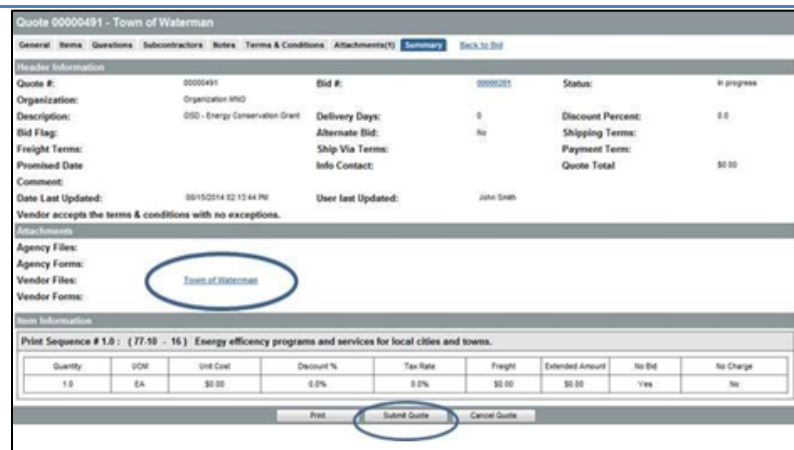 Quote 00000491 - Town of Waterman
General Items Questions Subcontractors Notes Terms & Conditions Attachments(1) Summary Back to Bid
Header Information
Quote #: 00000491 Bid #: 00000201 Status: in progress
Organization: Organization MNO
Description: OSD - Energy Conservation Grant Delivery Days: 0 Discount Percent: 0.0
Bid Flag: Alternate Bid: No Shipping Terms:
Freight Terms: Ship Via Terms: Payment Term:
Promised Date Info Contact: Quote Total $0.00
Comment:
Date Last Updated: 08/15/2014 02:13:44 PM User last Updated: John Smith
Vendor accepts the terms & conditions with no exceptions.
Attachments
Agency Files:
Agency Forms:
Vendor Files: Town of Waterman
Vendor Forms:
Item Information
Print Sequence # 1.0 : ( 77-10 - 16 ) Energy efficency programs and services for local cities and towns.
Quantity UOM Unit Cost Discount % Tax Rate Freight Extended Amount No Bid No Charge
1.0 EA $0.00 0.0% 0.0% $0.00 $0.00 Yes No
Print Submit Quote Cancel Quote